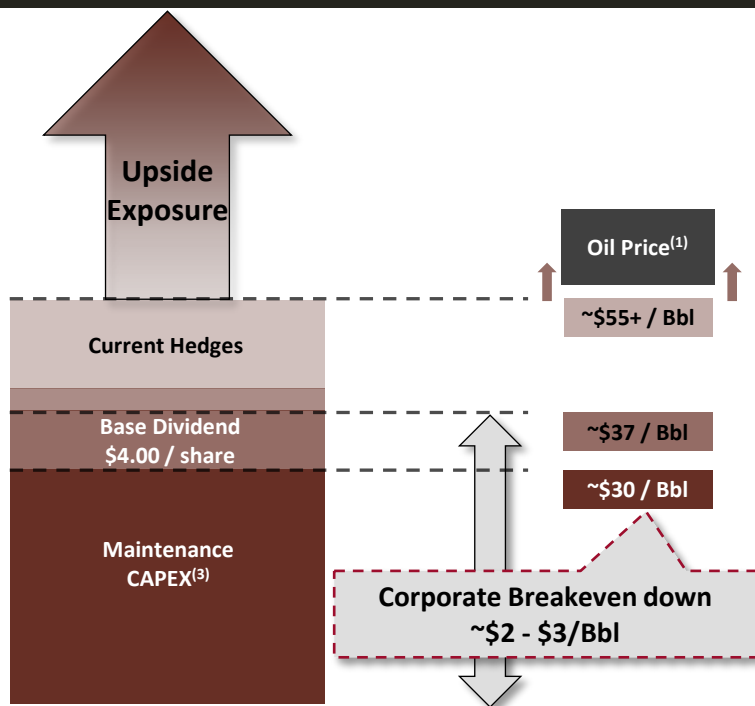 Upside
Exposure
Oil Price(1)
~$55+ / Bbl
Current Hedges
Base Dividend
$4.00 / share
~$37 / Bbl
~$30 / Bbl
Maintenance
CAPEX(3)
Corporate Breakeven down
~$2 - $3/Bbl